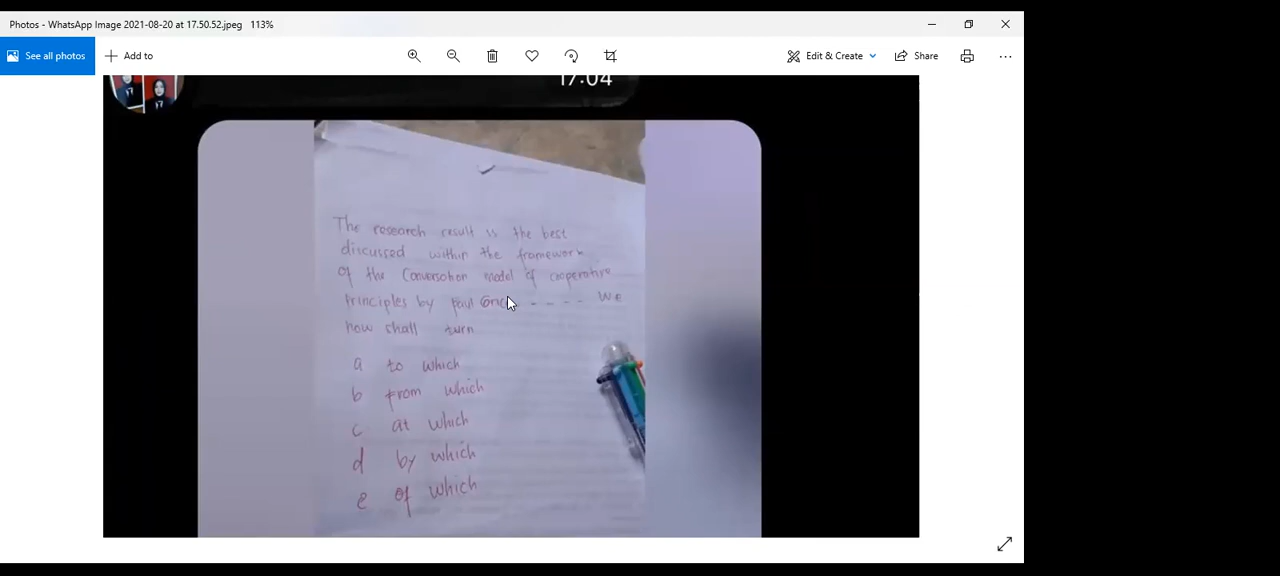 Photos - WhatsApp Image 2021-08-20 at 17.50.52.jpeg 113%
See all photos
Add to
Edit & Create
Share
17:04
The research result is the best
discussed within the framework
of the Conversation model of cooperative
principles by paul - - - - We
now shall turn
a to which
b from which
c at which
d by which
e of which